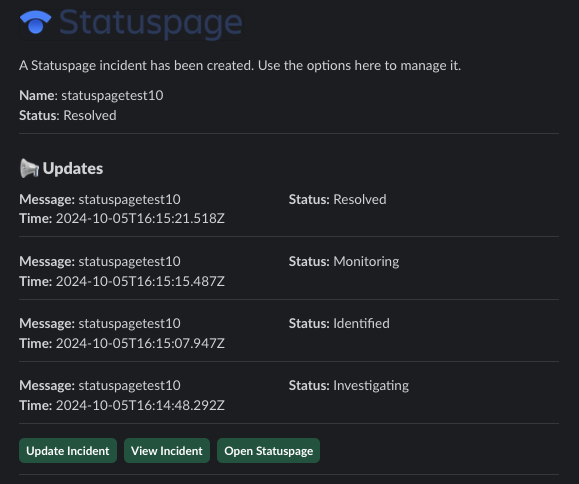 Statuspage
A Statuspage incident has been created. Use the options here to manage it.
Name: statuspagetest10
Status: Resolved
Updates
Message: statuspagetest10 Status: Resolved
Time: 2024-10-05T16:15:21.518Z
Message: statuspagetest10 Status: Monitoring
Time: 2024-10-05T16:15:15.487Z
Message: statuspagetest10 Status: Identified
Time: 2024-10-05T16:15:07.947Z
Message: statuspagetest10 Status: Investigating
Time: 2024-10-05T16:14:48.292Z
Update Incident View Incident Open Statuspage